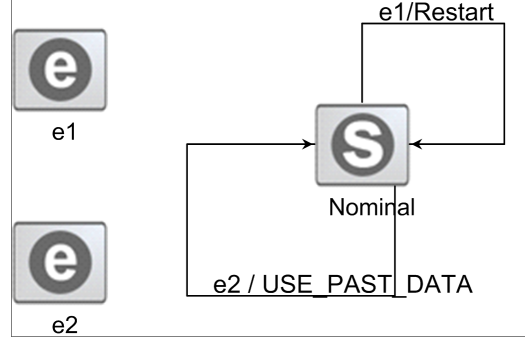 e1/Restart
e
e1
S
Nominal
e
e2 / USE_PAST_DATA
e2